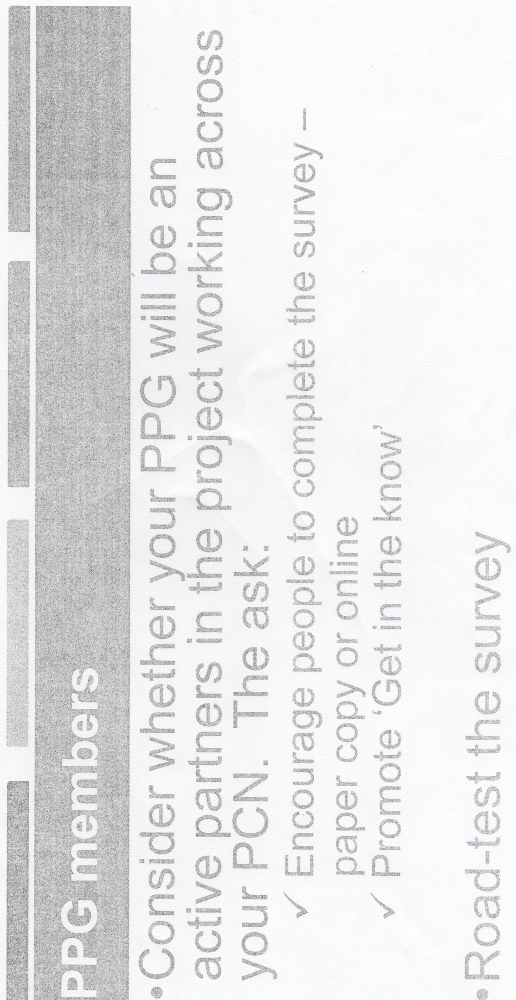 PPG members
•Consider whether your PPG will be an
active partners in the project working across
your PCN. The ask:
✓ Encourage people to complete the survey –
paper copy or online
✓ Promote ‘Get in the know’
•Road-test the survey